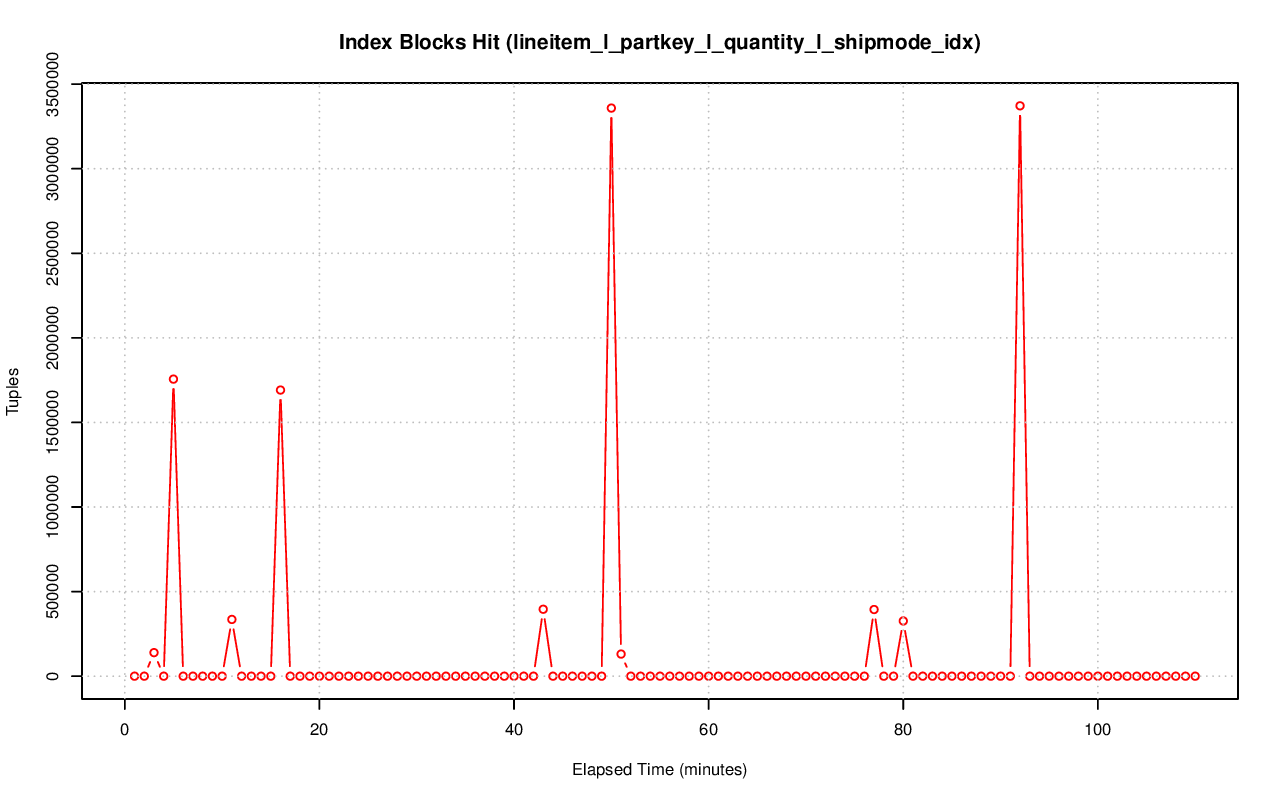 Index Blocks Hit (lineitem_l_partkey_l_quantity_l_shipmode_idx)
Tuples
3500000
3000000
2500000
2000000
1500000
1000000
500000
0
0 20 40 60 80 100
Elapsed Time (minutes)